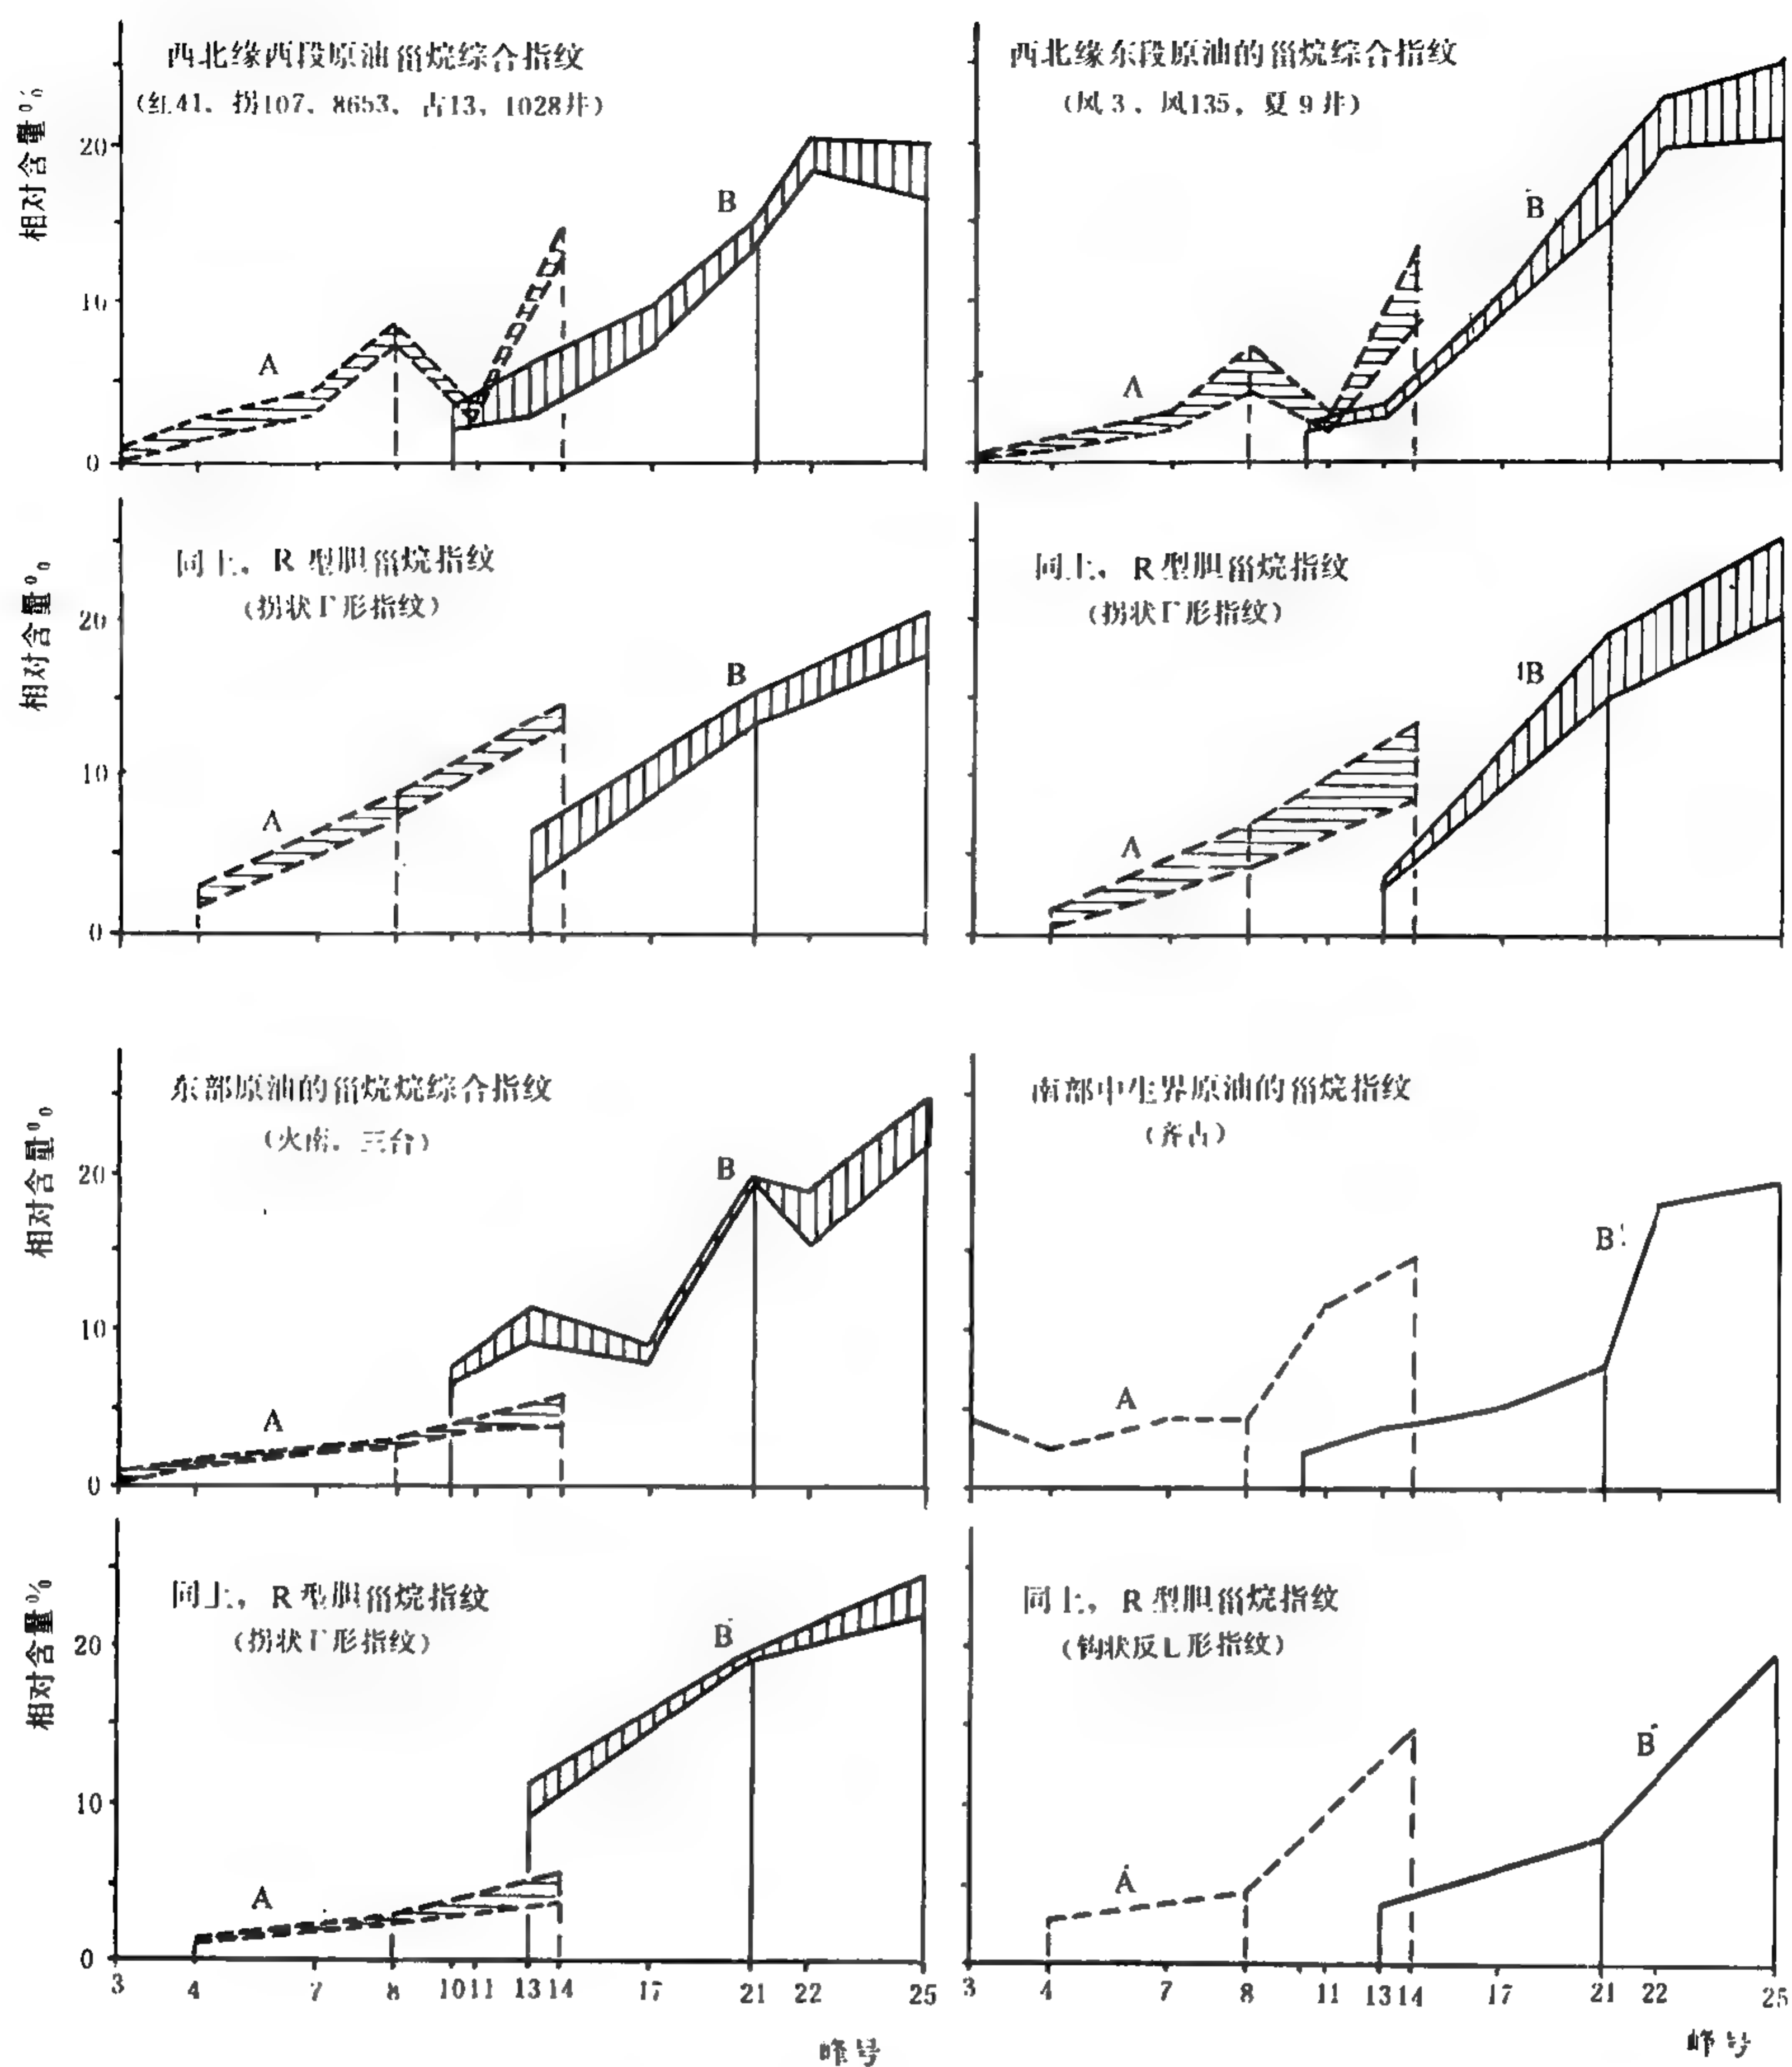 西北缘西段原油甾烷综合指纹
(红41，拐107，8653，古13，1028井)
相对含量%
20
10
0
A
B
西北缘东段原油的甾烷综合指纹
(风3，风135，夏9井)
A
B
同上，R型胆甾烷指纹
(拐状Γ形指纹)
相对含量%
20
10
0
A
B
同上，R型胆甾烷指纹
(拐状Γ形指纹)
A
B
东部原油的甾烷烷综合指纹
(火南，三台)
相对含量%
20
10
0
A
B
南部中生界原油的甾烷指纹
(齐古)
A
B
同上，R型胆甾烷指纹
(拐状Γ形指纹)
相对含量%
20
10
0
A
B
3 4 7 8 10 11 13 14 17 21 22 25
峰号
同上，R型胆甾烷指纹
(钩状反L形指纹)
A
B
3 4 7 8 11 13 14 17 21 22 25
峰号